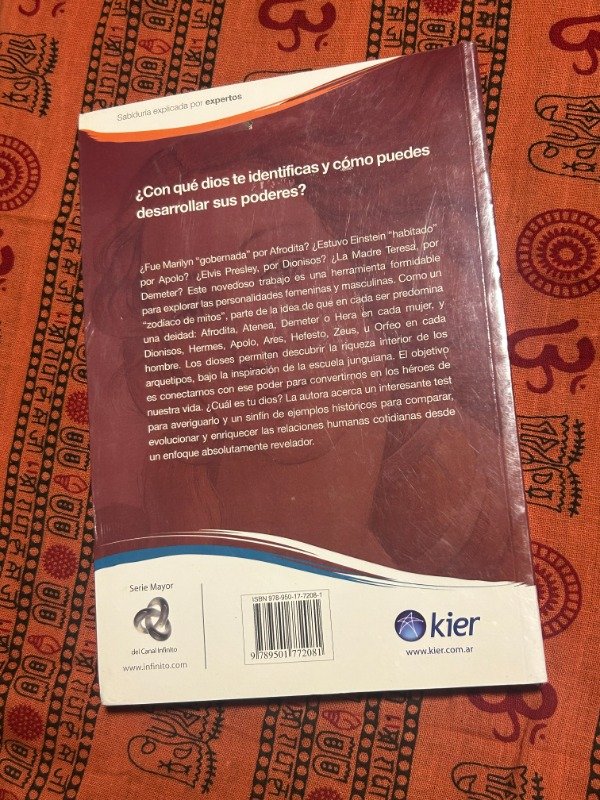 Sabiduría explicada por expertos
¿Con qué dios te identificas y cómo puedes
desarrollar sus poderes?
¿Fue Marilyn “gobernada” por Afrodita? ¿Estuvo Einstein “habitado”
por Apolo? ¿Elvis Presley, por Dionisos? ¿La Madre Teresa, por
Demeter? Este novedoso trabajo es una herramienta formidable
para explorar las personalidades femeninas y masculinas. Como un
“zodíaco de mitos”, parte de la idea de que en cada ser predomina
una deidad: Afrodita, Atenea, Demeter o Hera en cada mujer, y
Dionisos, Hermes, Apolo, Ares, Hefesto, Zeus, u Orfeo en cada
hombre. Los dioses permiten descubrir la riqueza interior de los
arquetipos, bajo la inspiración de la escuela junguiana. El objetivo
es conectarnos con ese poder para convertirnos en los héroes de
nuestra vida. ¿Cuál es tu dios? La autora acerca un interesante test
para averiguarlo y un sinfín de ejemplos históricos para comparar,
evolucionar y enriquecer las relaciones humanas cotidianas desde
un enfoque absolutamente revelador.
Serie Mayor
del Canal Infinito
www.infinito.com
ISBN 978-950-17-7208-1
9 789501 772081
kier
www.kier.com.ar